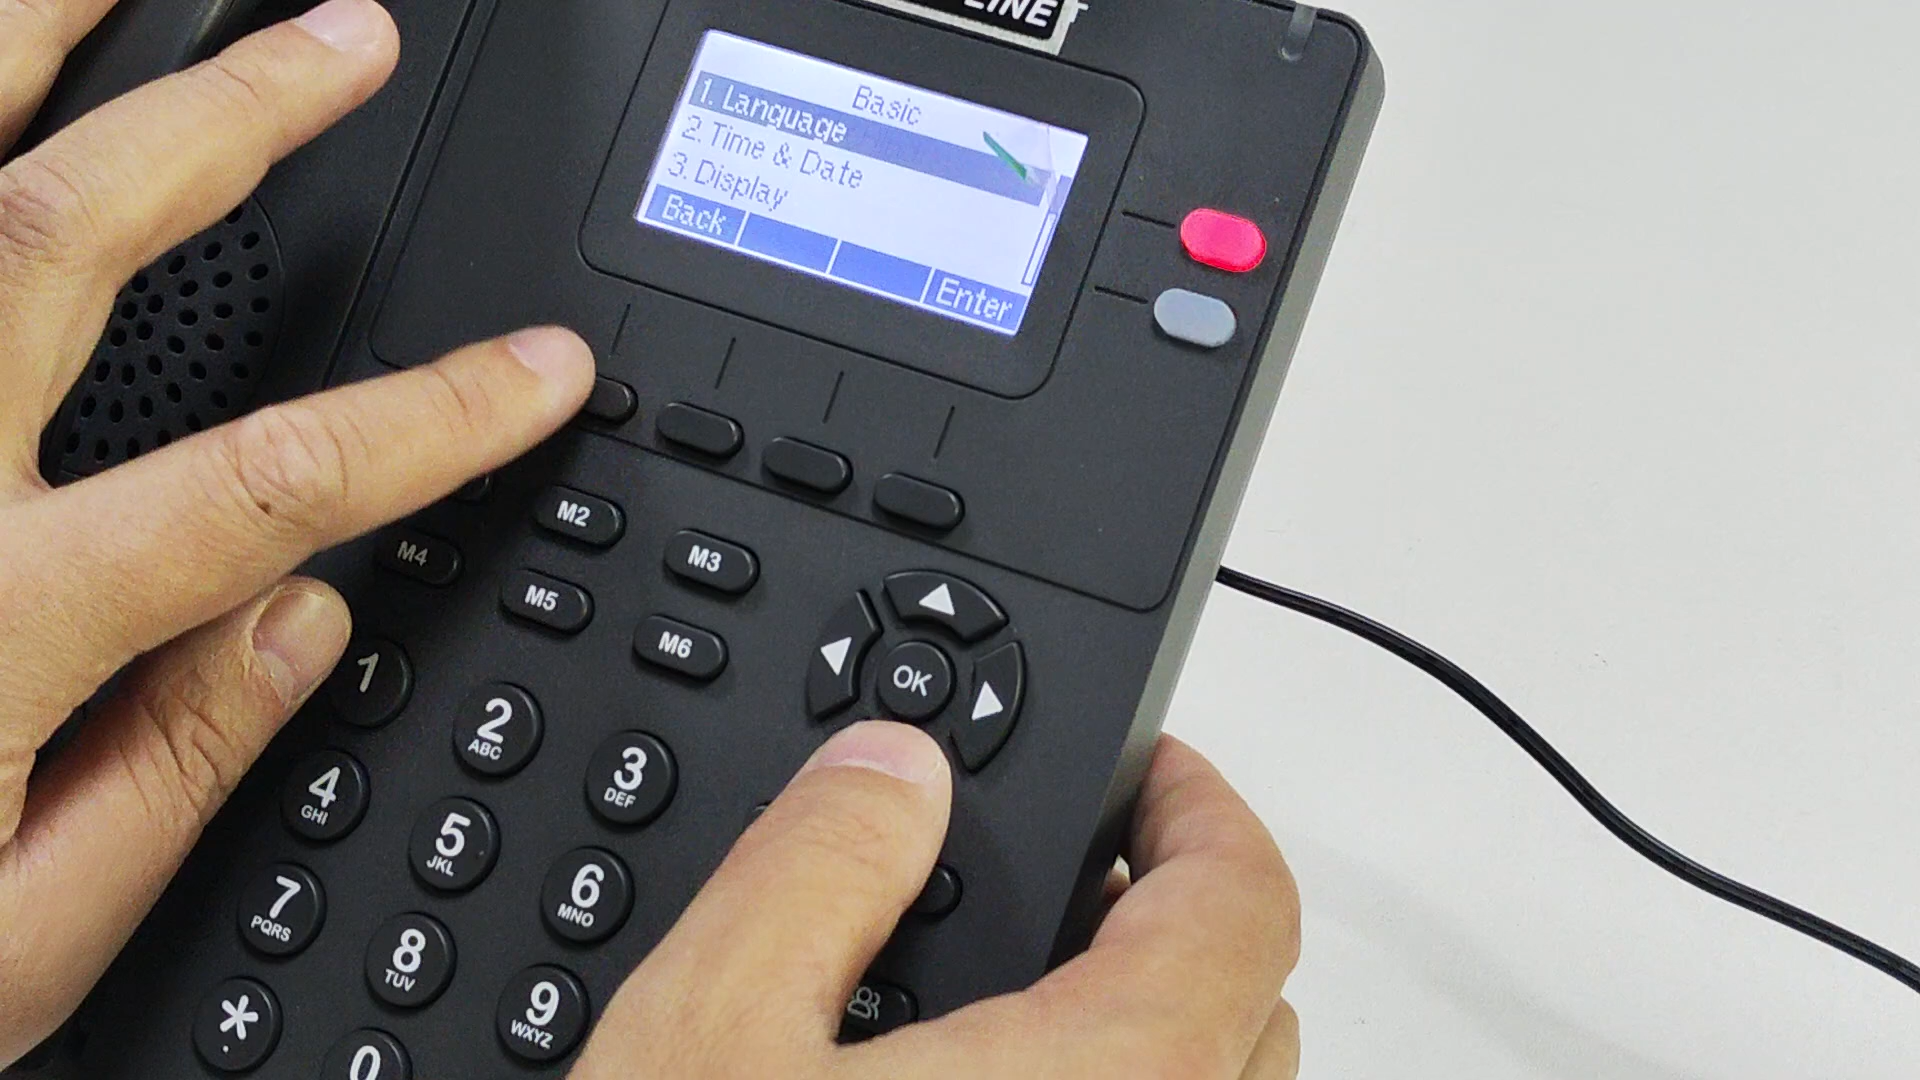 LINE
Basic
1. Language
2. Time & Date
3. Display
Back
Enter
M2
M3
M4
M5
M6
OK
1
2
ABC
3
DEF
4
GHI
5
JKL
6
MNO
7
PQRS
8
TUV
9
WXYZ
*
.
0